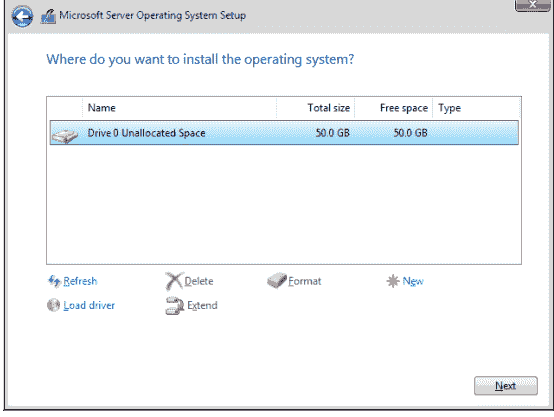 Microsoft Server Operating System Setup
Where do you want to install the operating system?
Name Total size Free space Type
Drive 0 Unallocated Space 50.0 GB 50.0 GB
Refresh Delete Format New
Load driver Extend
Next